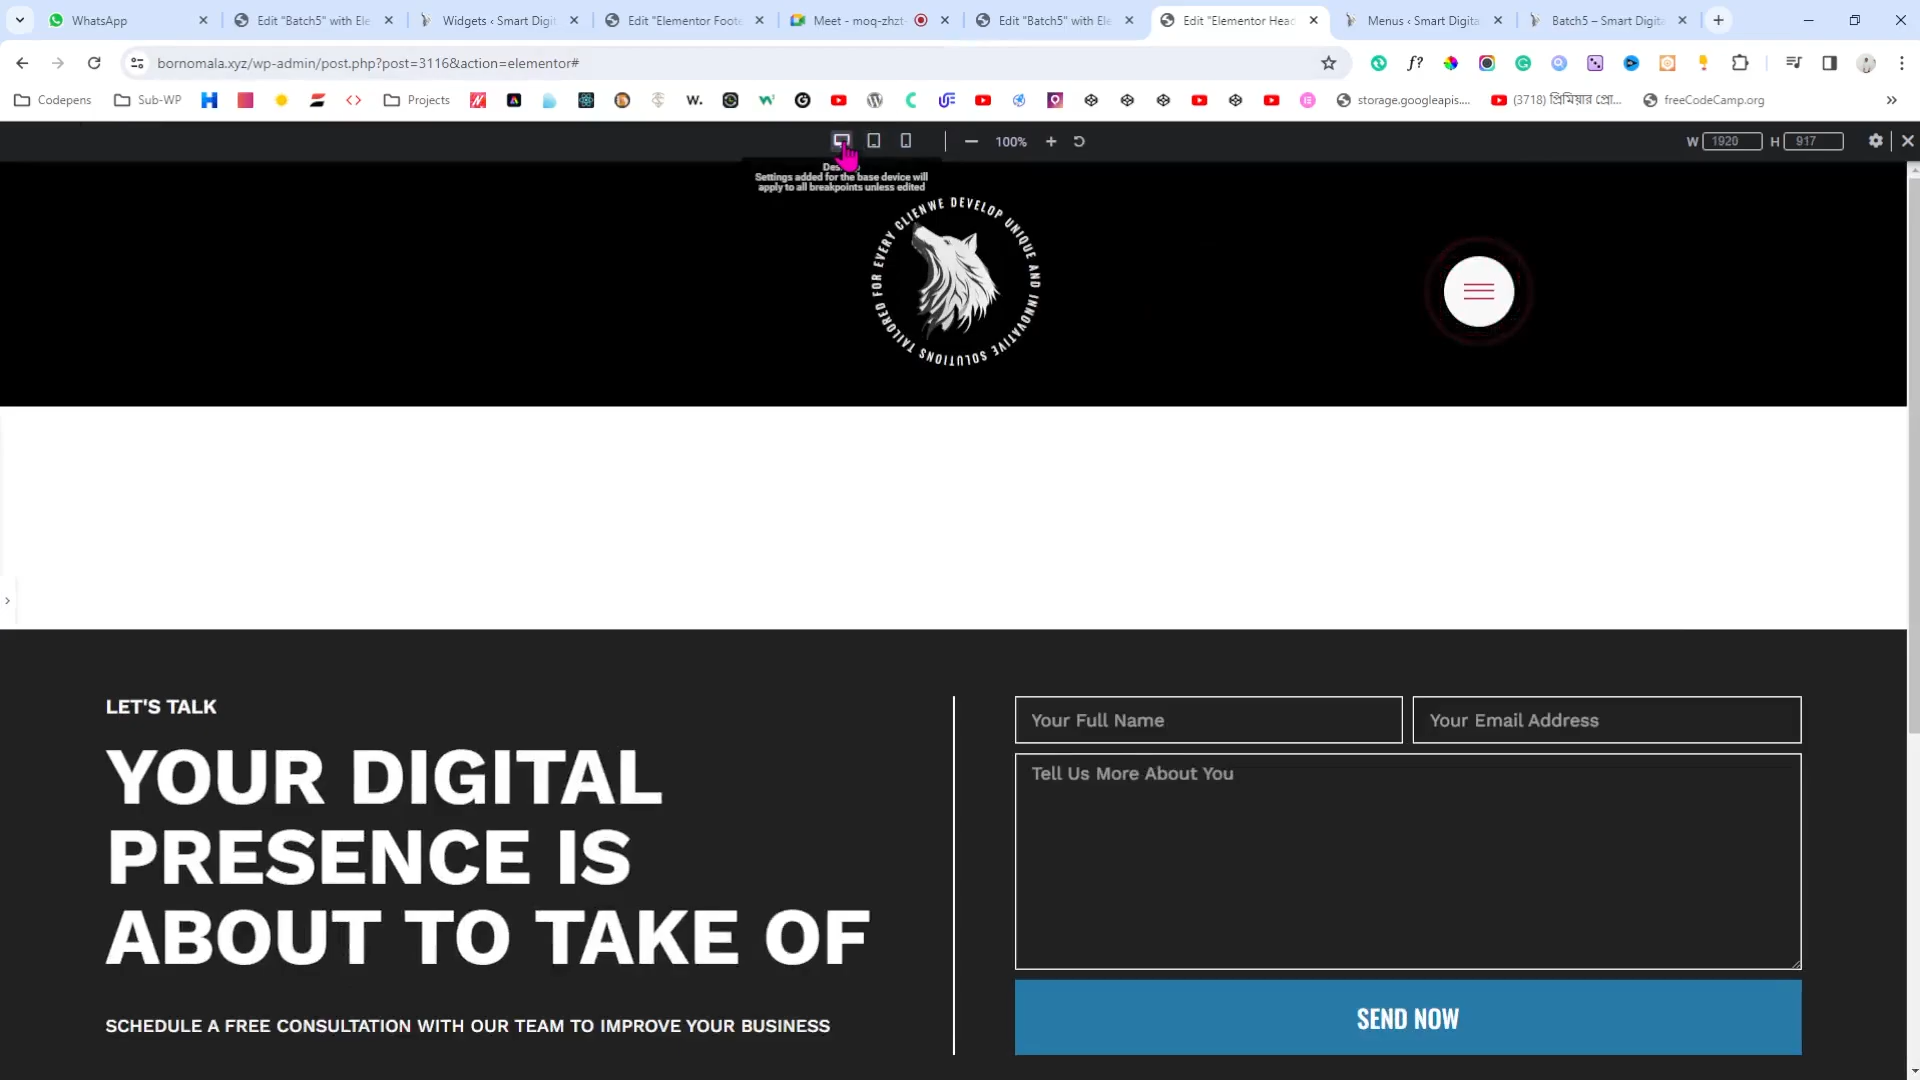 WhatsApp
Edit "Batch5" with Ele
Widgets ‹ Smart Digit
Edit "Elementor Foote
Meet - moq-zhzt-
Edit "Batch5" with Ele
Edit "Elementor Head
Menus ‹ Smart Digita
Batch5 – Smart Digita
bornomala.xyz/wp-admin/post.php?post=3116&action=elementor#
Codepens
Sub-WP
Projects
storage.googleapis....
(3718) প্রিমিয়ার প্রো...
freeCodeCamp.org
100%
W 1920
H 917
Settings added for the base device will
apply to all breakpoints unless edited
WE DEVELOP UNIQUE AND INNOVATIVE SOLUTIONS TAILORED FOR EVERY CLIEN
LET'S TALK
YOUR DIGITAL
PRESENCE IS
ABOUT TO TAKE OF
SCHEDULE A FREE CONSULTATION WITH OUR TEAM TO IMPROVE YOUR BUSINESS
Your Full Name
Your Email Address
Tell Us More About You
SEND NOW